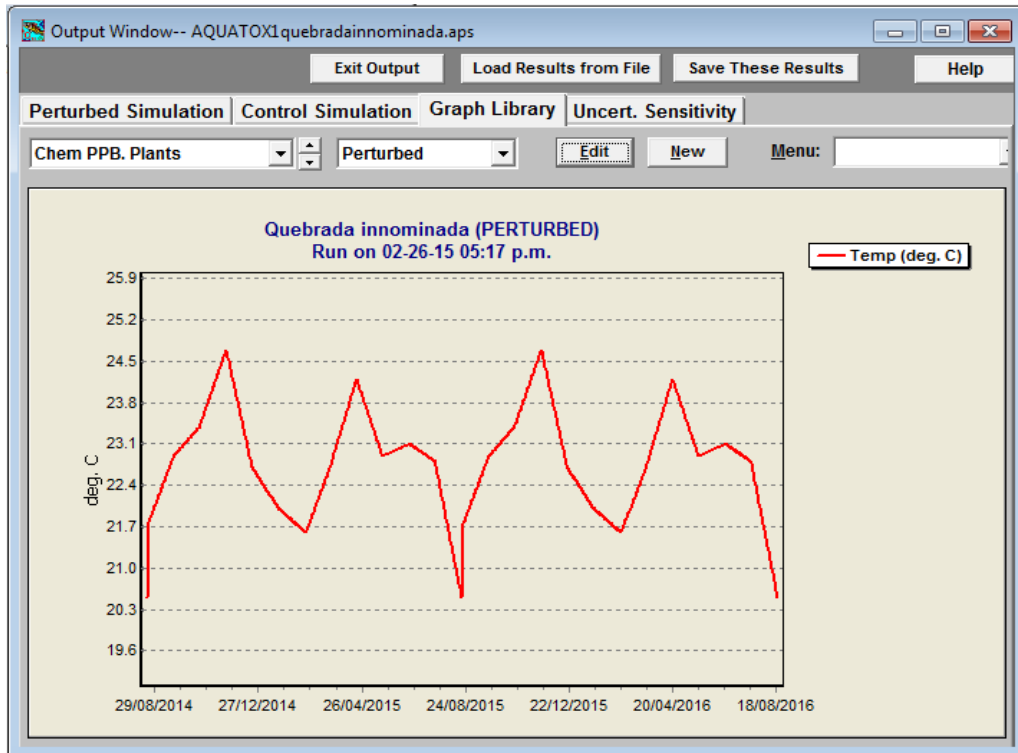 Output Window-- AQUATOX1quebradainnominada.aps
Exit Output Load Results from File Save These Results Help
Perturbed Simulation Control Simulation Graph Library Uncert. Sensitivity
Chem PPB. Plants Perturbed Edit New Menu:
Quebrada innominada (PERTURBED)
Run on 02-26-15 05:17 p.m.
Temp (deg. C)
25.9
25.2
24.5
23.8
23.1
22.4
21.7
21.0
20.3
19.6
deg. C
29/08/2014 27/12/2014 26/04/2015 24/08/2015 22/12/2015 20/04/2016 18/08/2016